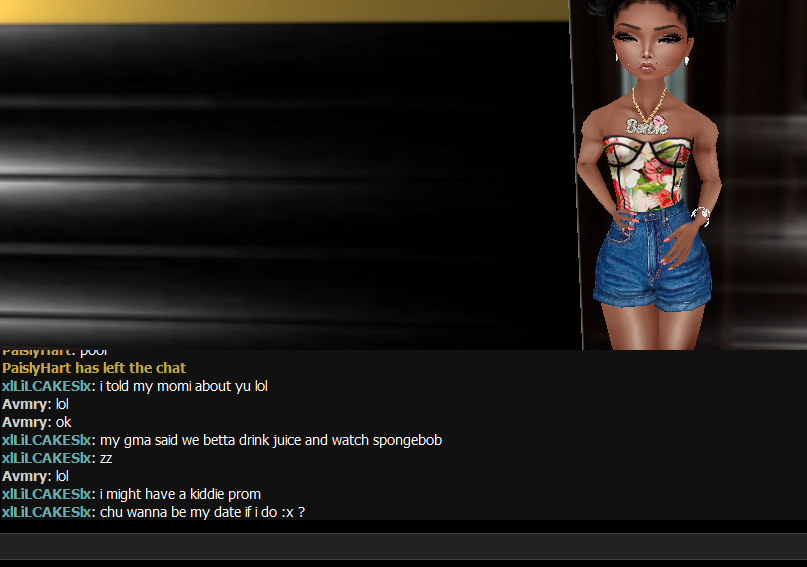 Barbie
PaislyHart: poof
PaislyHart has left the chat
xlLiLCAKESlx: i told my momi about yu lol
Avmry: lol
Avmry: ok
xlLiLCAKESlx: my gma said we betta drink juice and watch spongebob
xlLiLCAKESlx: zz
Avmry: lol
xlLiLCAKESlx: i might have a kiddie prom
xlLiLCAKESlx: chu wanna be my date if i do :x ?